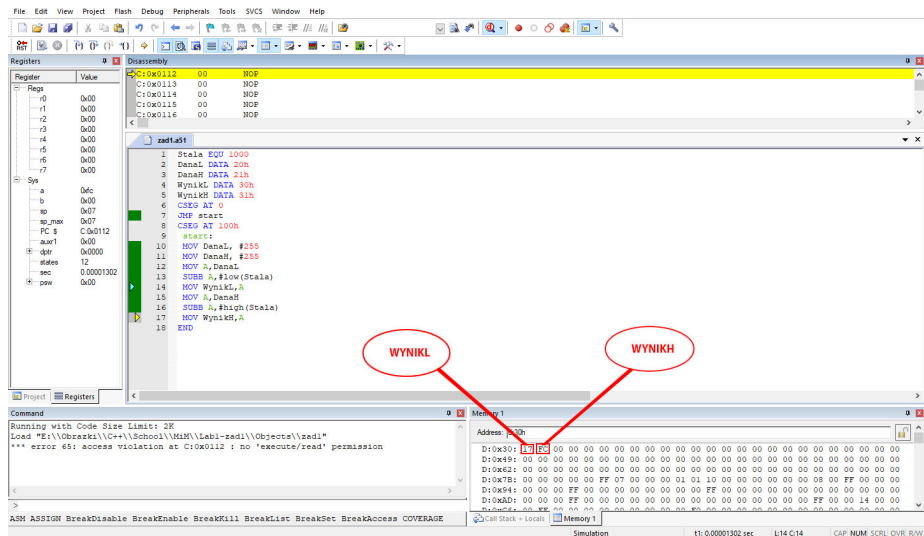 File Edit View Project Flash Debug Peripherals Tools SVCS Window Help
Registers
Register Value
Regs
r0 0x00
r1 0x00
r2 0x00
r3 0x00
r4 0x00
r5 0x00
r6 0x00
r7 0x00
Sys
a 0xfc
b 0x00
sp 0x07
sp_max 0x07
PC $ C:0x0112
auxr1 0x00
dptr 0x0000
states 12
sec 0.00001302
psw 0x00
Project Registers
Disassembly
C:0x0112 00 NOP
C:0x0113 00 NOP
C:0x0114 00 NOP
C:0x0115 00 NOP
C:0x0116 00 NOP
zad1.a51
1 Stala EQU 1000
2 DanaL DATA 20h
3 DanaH DATA 21h
4 WynikL DATA 30h
5 WynikH DATA 31h
6 CSEG AT 0
7 JMP start
8 CSEG AT 100h
9 start:
10 MOV DanaL, #255
11 MOV DanaH, #255
12 MOV A,DanaL
13 SUBB A,#low(Stala)
14 MOV WynikL,A
15 MOV A,DanaH
16 SUBB A,#high(Stala)
17 MOV WynikH,A
18 END
WYNIKL
WYNIKH
Command
Running with Code Size Limit: 2K
Load "E:\\Obrazki\\C++\\School\\MiM\\Lab1-zad1\\Objects\\zad1"
*** error 65: access violation at C:0x0112 : no 'execute/read' permission
>
ASM ASSIGN BreakDisable BreakEnable BreakKill BreakList BreakSet BreakAccess COVERAGE
Memory 1
Address:
D:0x30: 17 FC 00 00 00 00 00 00 00 00 00 00 00 00 00 00 00 00 00 00 00 00 00 00 00
D:0x49: 00 00 00 00 00 00 00 00 00 00 00 00 00 00 00 00 00 00 00 00 00 00 00 00 00
D:0x62: 00 00 00 00 00 00 00 00 00 00 00 00 00 00 00 00 00 00 00 00 00 00 00 00 00
D:0x7B: 00 00 00 00 00 FF 07 00 00 00 01 01 10 00 00 00 00 00 00 08 00 FF 00 00 00
D:0x94: 00 00 00 FF 00 00 00 00 00 00 00 00 FF 00 00 00 00 00 00 00 00 00 00 00 00
D:0xAD: 00 00 00 FF 00 00 00 00 00 00 00 00 00 00 00 00 00 00 00 FF 00 00 14 00 00
Call Stack + Locals Memory 1
Simulation t1: 0.00001302 sec L:14 C:14 CAP NUM SCRL OVR R/W